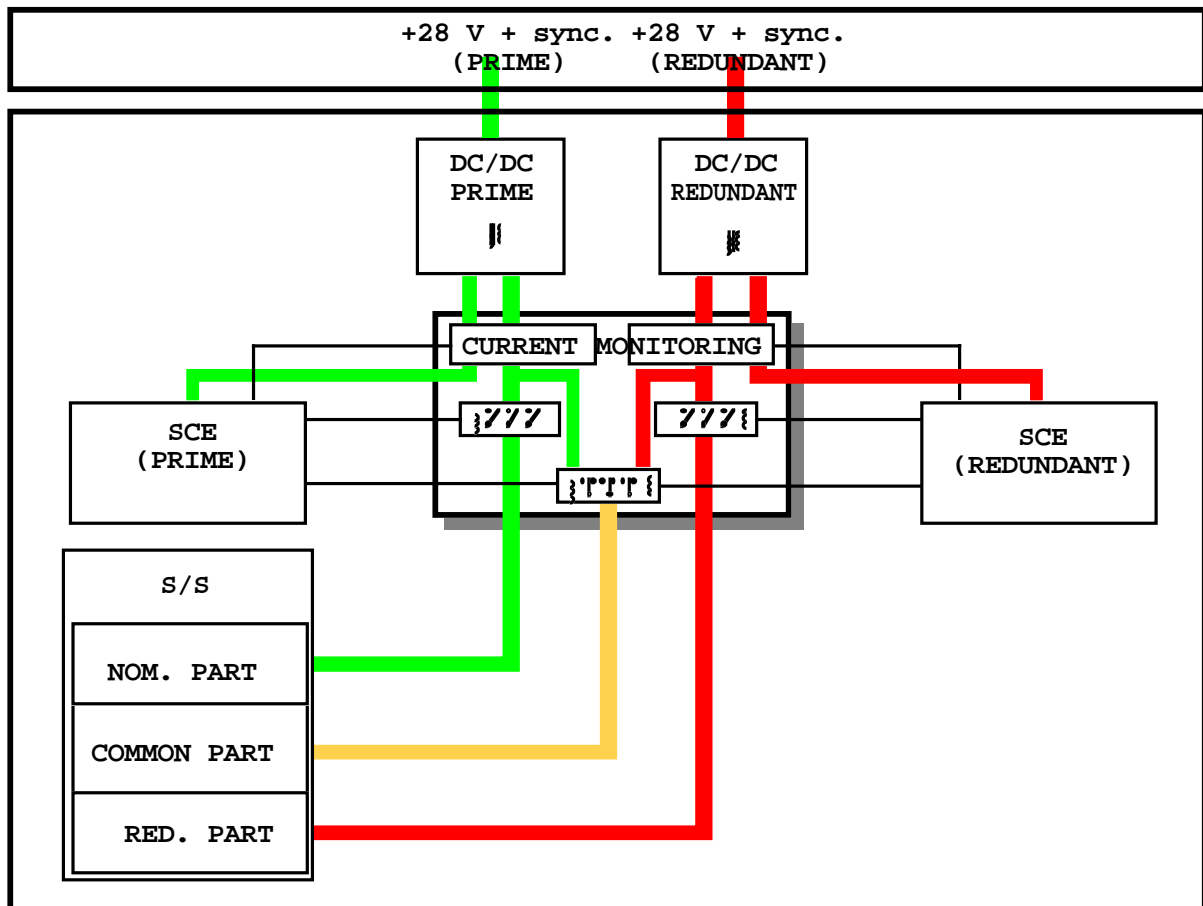 +28 V + sync. +28 V + sync.
(PRIME) (REDUNDANT)
DC/DC
PRIME
DC/DC
REDUNDANT
CURRENT MONITORING
SCE
(PRIME)
SCE
(REDUNDANT)
S/S
NOM. PART
COMMON PART
RED. PART